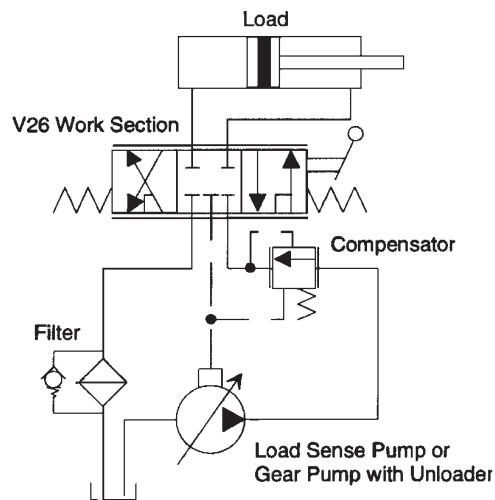 Load
V26 Work Section
Compensator
Filter
Load Sense Pump or
Gear Pump with Unloader